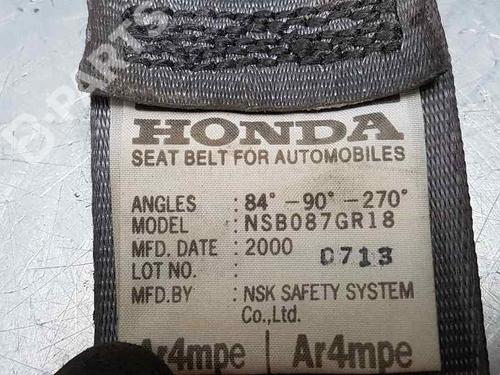 HONDA
SEAT BELT FOR AUTOMOBILES
ANGLES : 84° -90° -270°
MODEL : NSB087GR18
MFD. DATE : 2000 0713
LOT NO. :
MFD.BY : NSK SAFETY SYSTEM
Co.,Ltd.
Ar4mpe | Ar4mpe
B-PARTS